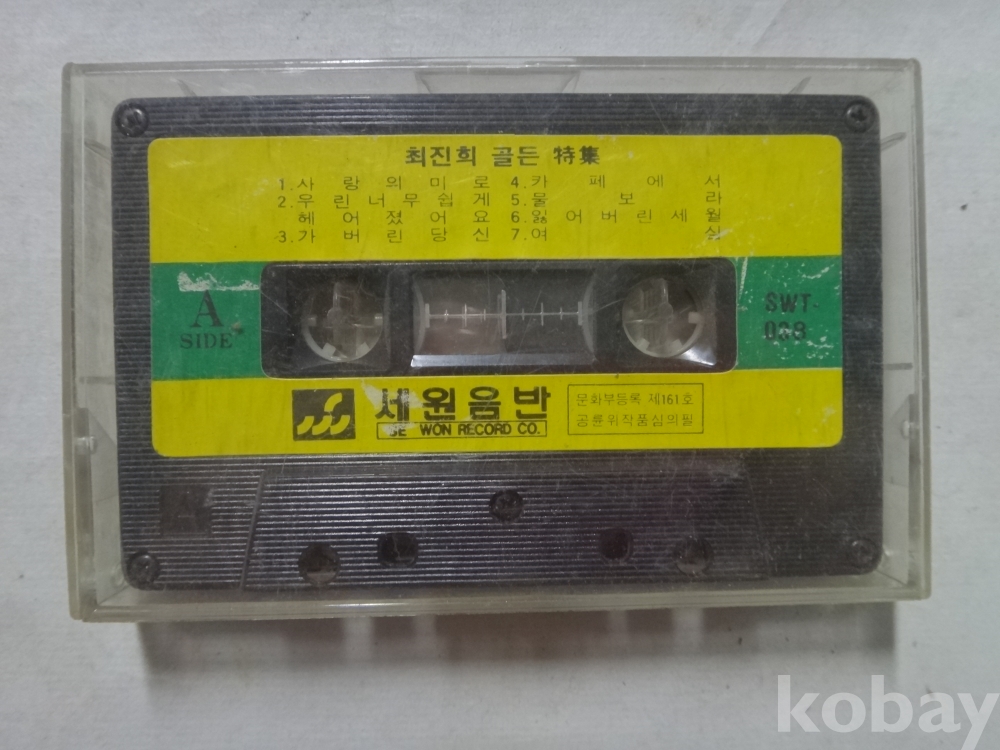 최진희 골든 特集
1.사랑의미로
2.우린너무쉽게
헤어졌어요
3.가버린당신
4.카페에서
5.물보라
6.잃어버린세월
7.여심
A
SIDE
SWT-
038
세원음반
SE WON RECORD CO.
문화부등록 제161호
공륜위작품심의필
A
kobay